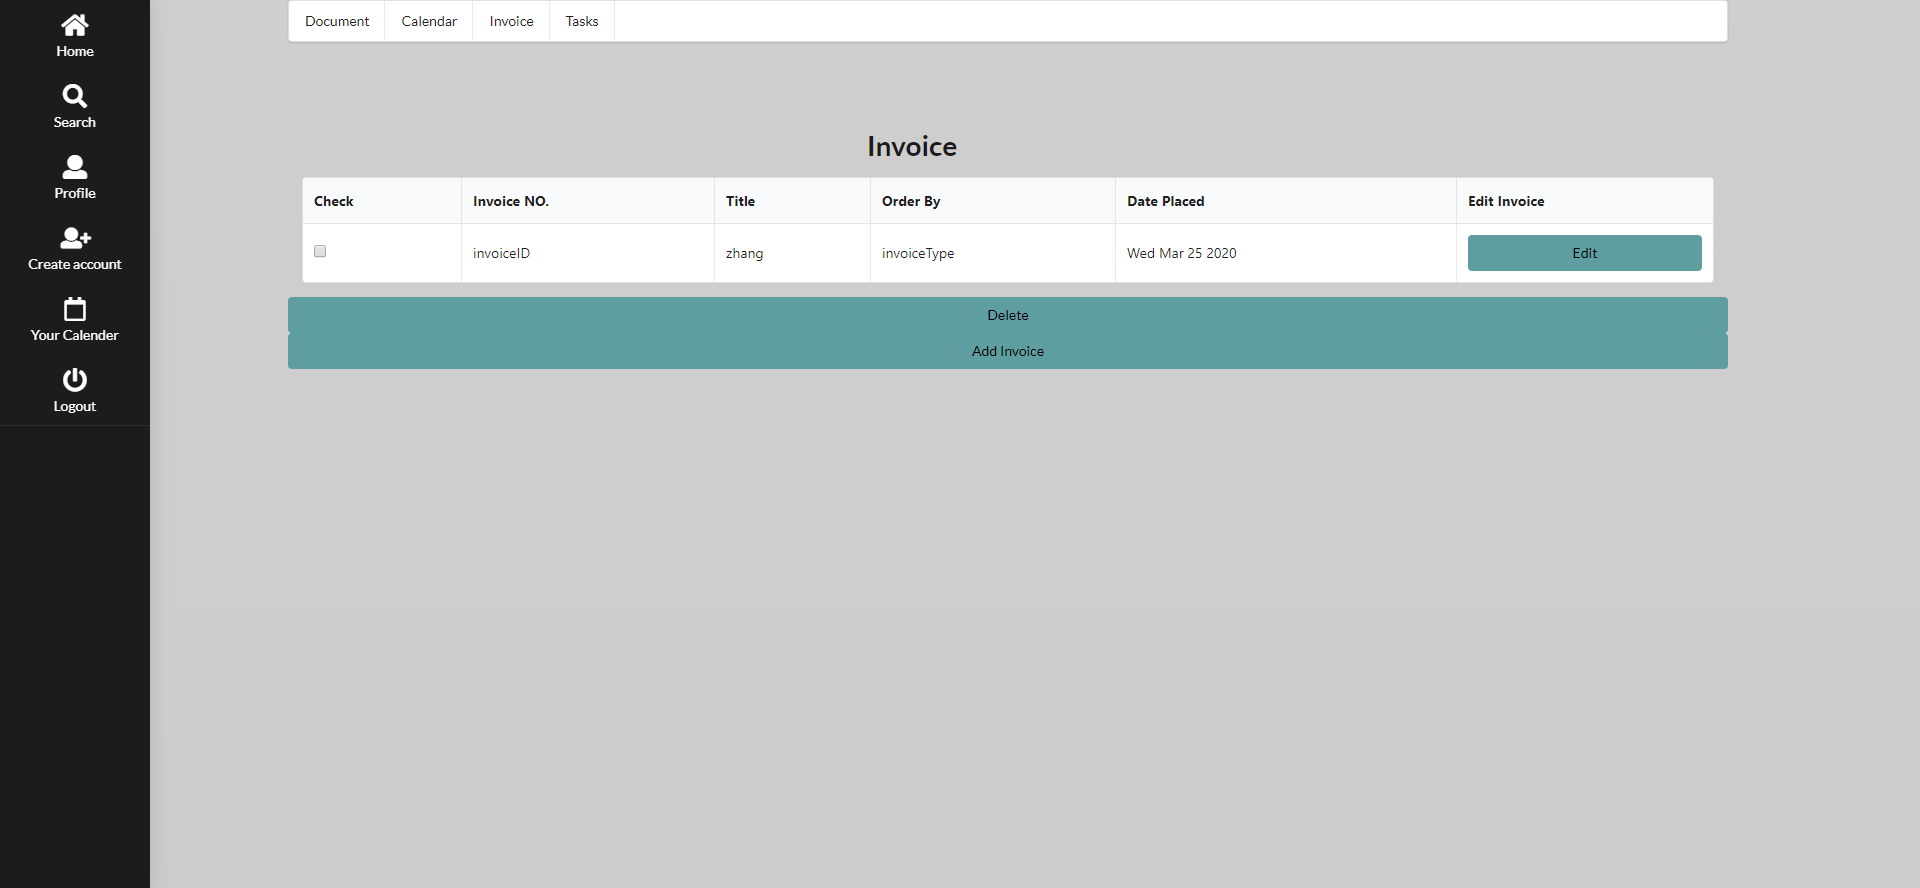 Home
Search
Profile
Create account
Your Calender
Logout
Document Calendar Invoice Tasks
Invoice
Check Invoice NO. Title Order By Date Placed Edit Invoice
invoiceID zhang invoiceType Wed Mar 25 2020 Edit
Delete
Add Invoice